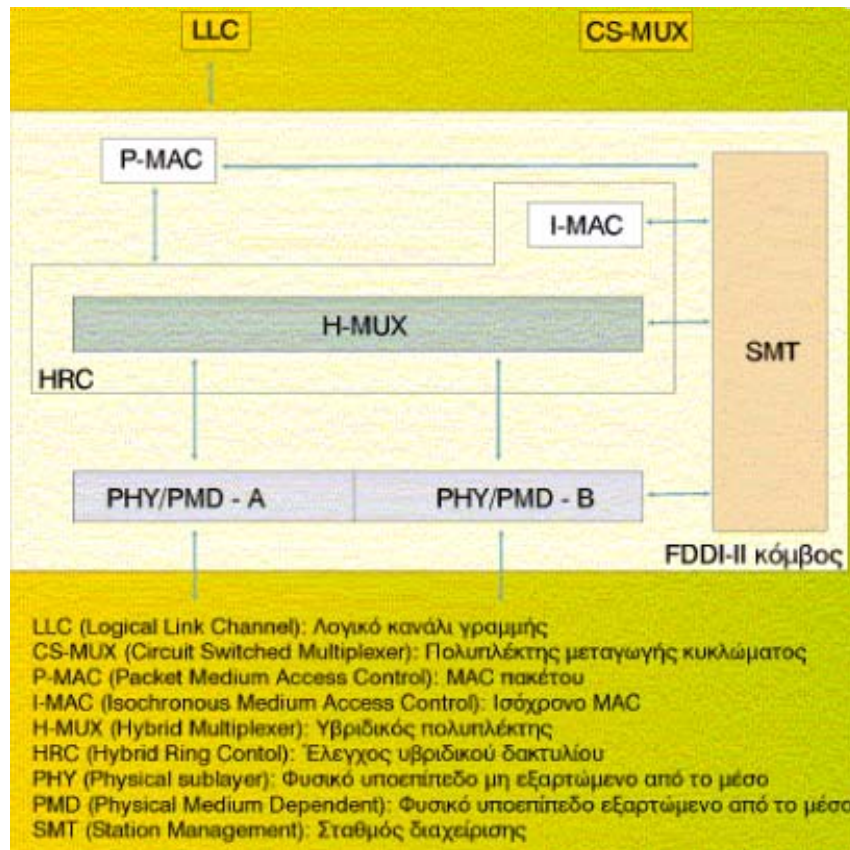 LLC
CS-MUX
P-MAC
I-MAC
H-MUX
SMT
HRC
PHY/PMD - A
PHY/PMD - B
FDDI-II κόμβος
LLC (Logical Link Channel): Λογικό κανάλι γραμμής
CS-MUX (Circuit Switched Multiplexer): Πολυπλέκτης μεταγωγής κυκλώματος
P-MAC (Packet Medium Access Control): MAC πακέτου
I-MAC (Isochronous Medium Access Control): Ισόχρονο MAC
H-MUX (Hybrid Multiplexer): Υβριδικός πολυπλέκτης
HRC (Hybrid Ring Contol): Έλεγχος υβριδικού δακτυλίου
PHY (Physical sublayer): Φυσικό υποεπίπεδο μη εξαρτώμενο από το μέσο
PMD (Physical Medium Dependent): Φυσικό υποεπίπεδο εξαρτώμενο από το μέσο
SMT (Station Management): Σταθμός διαχείρισης